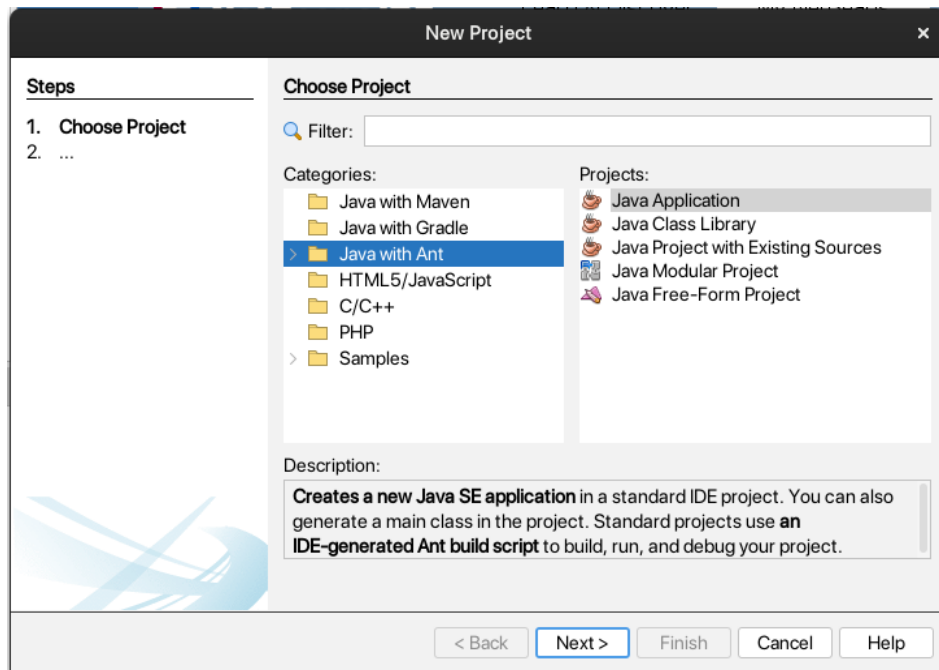 New Project
×
Steps
1. Choose Project
2. ...
Choose Project
Filter:
Categories:
Java with Maven
Java with Gradle
Java with Ant
HTML5/JavaScript
C/C++
PHP
Samples
Projects:
Java Application
Java Class Library
Java Project with Existing Sources
Java Modular Project
Java Free-Form Project
Description:
Creates a new Java SE application in a standard IDE project. You can also
generate a main class in the project. Standard projects use an
IDE-generated Ant build script to build, run, and debug your project.
< Back
Next >
Finish
Cancel
Help